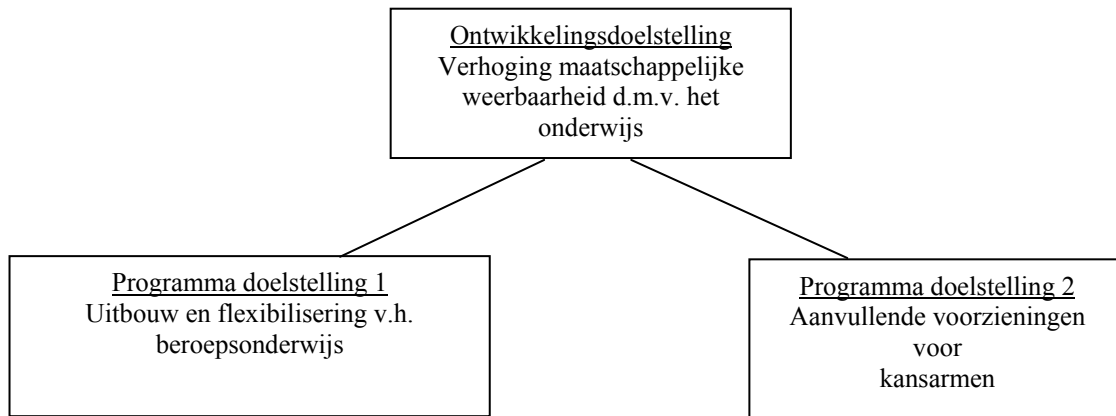 Ontwikkelingsdoelstelling
Verhoging maatschappelijke
weerbaarheid d.m.v. het
onderwijs
Programma doelstelling 1
Uitbouw en flexibilisering v.h.
beroepsonderwijs
Programma doelstelling 2
Aanvullende voorzieningen
voor
kansarmen